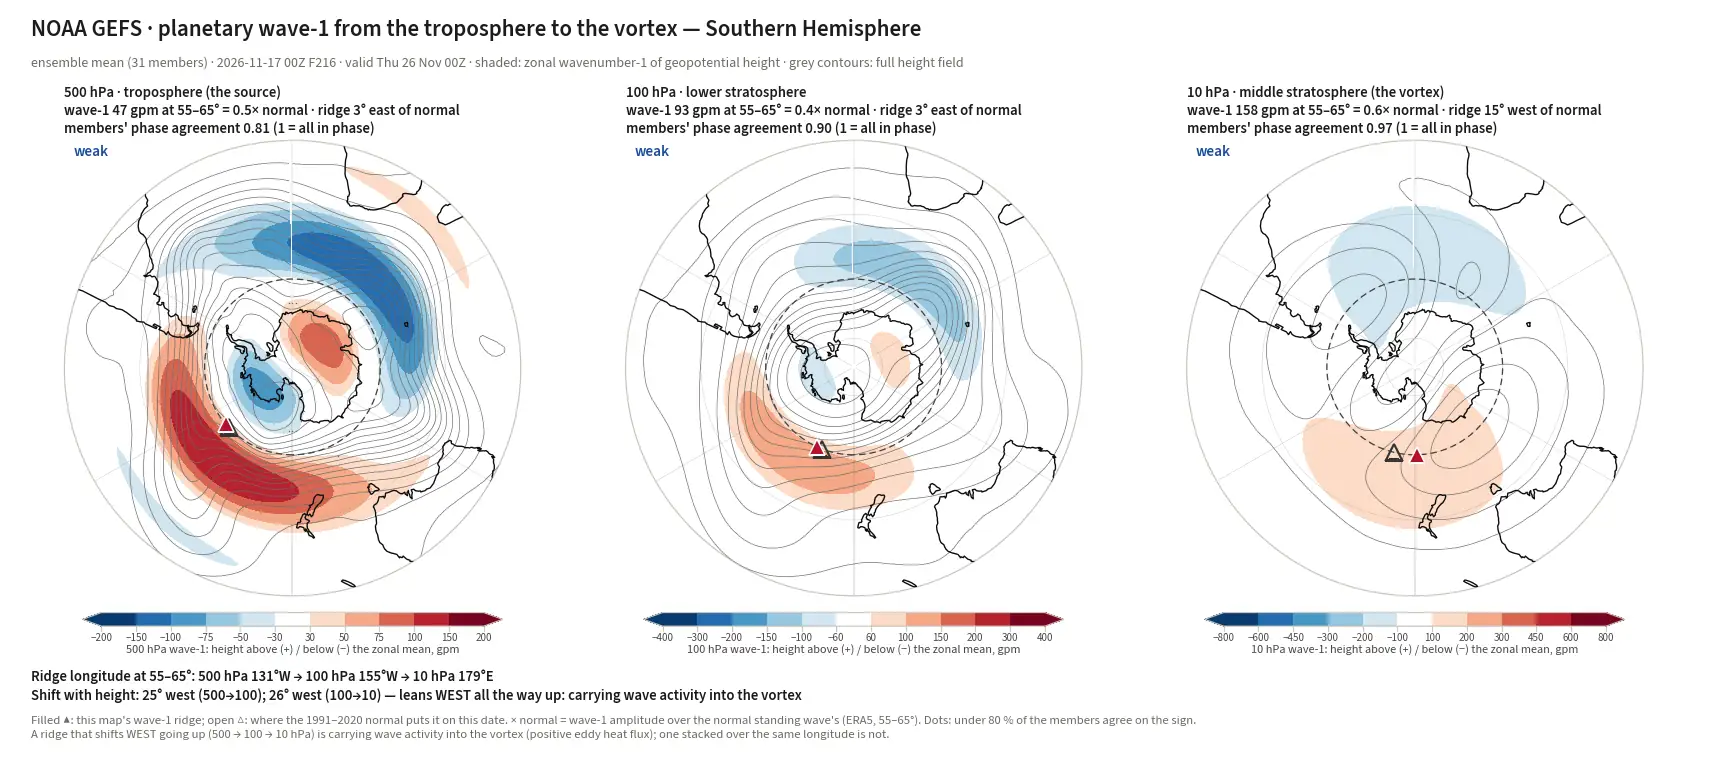 NOAA GEFS · planetary wave-1 from the troposphere to the vortex — Southern Hemisphere
ensemble mean (31 members) · 2026-11-17 00Z F216 · valid Thu 26 Nov 00Z · shaded: zonal wavenumber-1 of geopotential height · grey contours: full height field
500 hPa · troposphere (the source)
wave-1 47 gpm at 55–65° = 0.5× normal · ridge 3° east of normal
members' phase agreement 0.81 (1 = all in phase)
weak
100 hPa · lower stratosphere
wave-1 93 gpm at 55–65° = 0.4× normal · ridge 3° east of normal
members' phase agreement 0.90 (1 = all in phase)
weak
10 hPa · middle stratosphere (the vortex)
wave-1 158 gpm at 55–65° = 0.6× normal · ridge 15° west of normal
members' phase agreement 0.97 (1 = all in phase)
weak
−200 −150 −100 −75 −50 −30 30 50 75 100 150 200
500 hPa wave-1: height above (+) / below (−) the zonal mean, gpm
−400 −300 −200 −150 −100 −60 60 100 150 200 300 400
100 hPa wave-1: height above (+) / below (−) the zonal mean, gpm
−800 −600 −450 −300 −200 −100 100 200 300 450 600 800
10 hPa wave-1: height above (+) / below (−) the zonal mean, gpm
Ridge longitude at 55–65°: 500 hPa 131°W → 100 hPa 155°W → 10 hPa 179°E
Shift with height: 25° west (500→100); 26° west (100→10) — leans WEST all the way up: carrying wave activity into the vortex
Filled ▲: this map's wave-1 ridge; open △: where the 1991–2020 normal puts it on this date. × normal = wave-1 amplitude over the normal standing wave's (ERA5, 55–65°). Dots: under 80 % of the members agree on the sign.
A ridge that shifts WEST going up (500 → 100 → 10 hPa) is carrying wave activity into the vortex (positive eddy heat flux); one stacked over the same longitude is not.